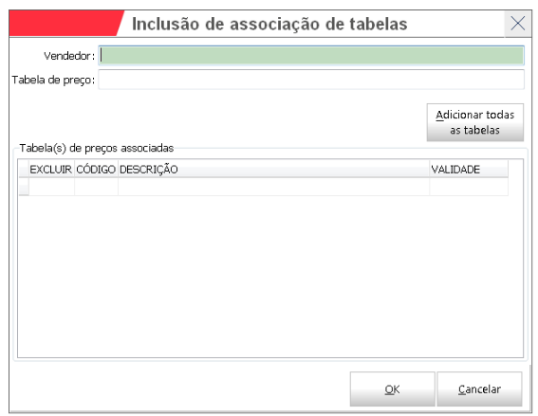 Inclusão de associação de tabelas
Vendedor:
Tabela de preço:
Adicionar todas
as tabelas
Tabela(s) de preços associadas
EXCLUIR CÓDIGO DESCRIÇÃO VALIDADE
OK Cancelar